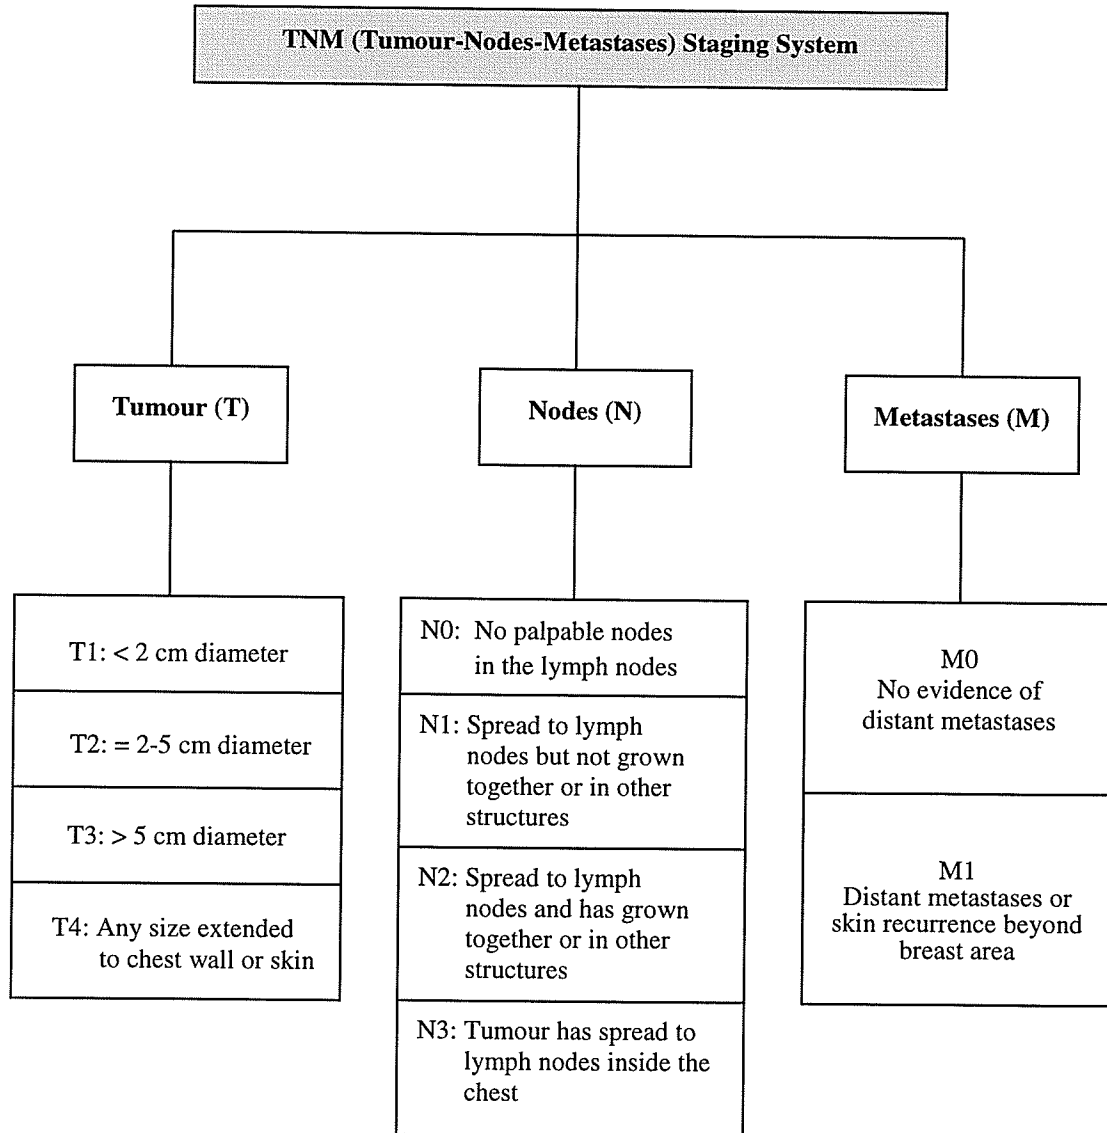 TNM (Tumour-Nodes-Metastases) Staging System
Tumour (T)
Nodes (N)
Metastases (M)
T1: < 2 cm diameter
T2: = 2-5 cm diameter
T3: > 5 cm diameter
T4: Any size extended
to chest wall or skin
N0: No palpable nodes
in the lymph nodes
N1: Spread to lymph
nodes but not grown
together or in other
structures
N2: Spread to lymph
nodes and has grown
together or in other
structures
N3: Tumour has spread to
lymph nodes inside the
chest
M0
No evidence of
distant metastases
M1
Distant metastases or
skin recurrence beyond
breast area